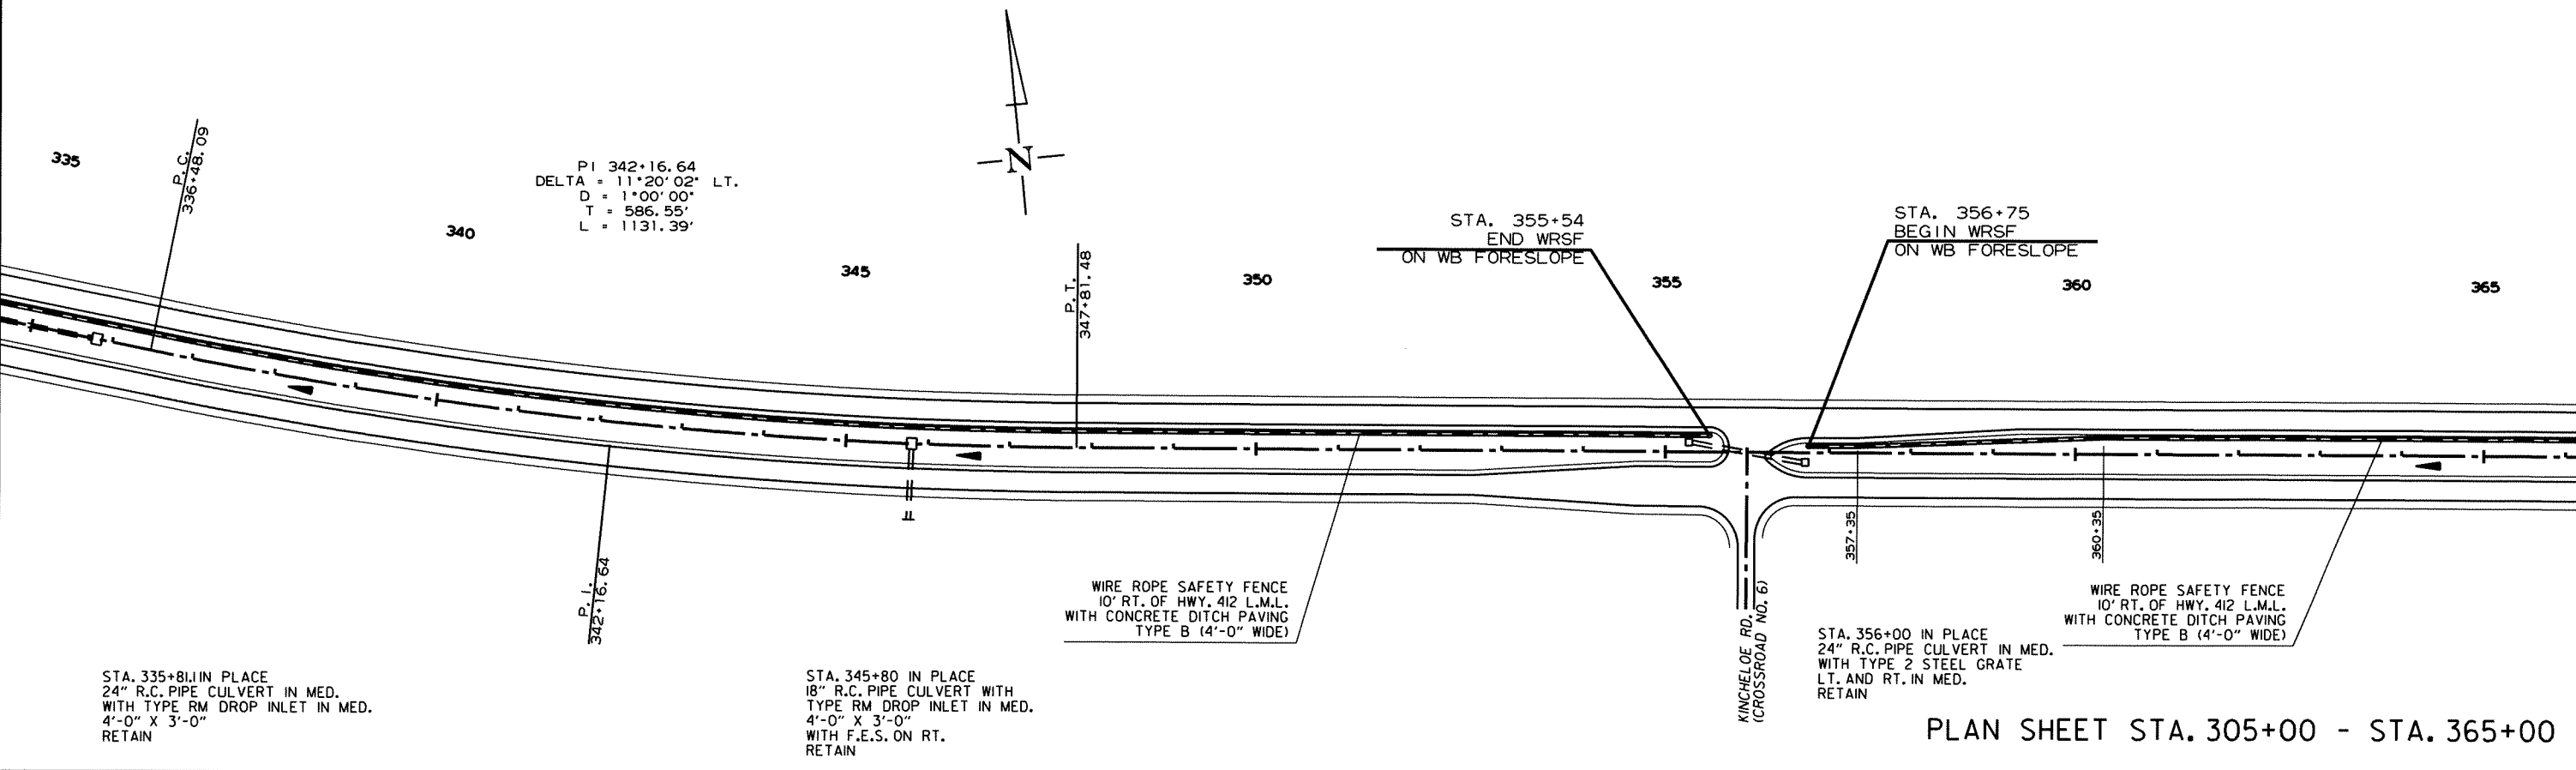 335
P.C.
336+48.09
PI 342+16.64
DELTA = 11°20'02" LT.
D = 1°00'00"
T = 586.55'
L = 1131.39'
340
345
N
P.T.
347+81.48
350
STA. 355+54
END WRSF
ON WB FORESLOPE
355
STA. 356+75
BEGIN WRSF
ON WB FORESLOPE
360
365
P.I.
342+16.64
WIRE ROPE SAFETY FENCE
10' RT. OF HWY. 412 L.M.L.
WITH CONCRETE DITCH PAVING
TYPE B (4'-0" WIDE)
357+35
360+35
WIRE ROPE SAFETY FENCE
10' RT. OF HWY. 412 L.M.L.
WITH CONCRETE DITCH PAVING
TYPE B (4'-0" WIDE)
KINCHELOE RD.
(CROSSROAD NO. 6)
STA. 335+81.1 IN PLACE
24" R.C. PIPE CULVERT IN MED.
WITH TYPE RM DROP INLET IN MED.
4'-0" X 3'-0"
RETAIN
STA. 345+80 IN PLACE
18" R.C. PIPE CULVERT WITH
TYPE RM DROP INLET IN MED.
4'-0" X 3'-0"
WITH F.E.S. ON RT.
RETAIN
STA. 356+00 IN PLACE
24" R.C. PIPE CULVERT IN MED.
WITH TYPE 2 STEEL GRATE
LT. AND RT. IN MED.
RETAIN
PLAN SHEET STA. 305+00 - STA. 365+00